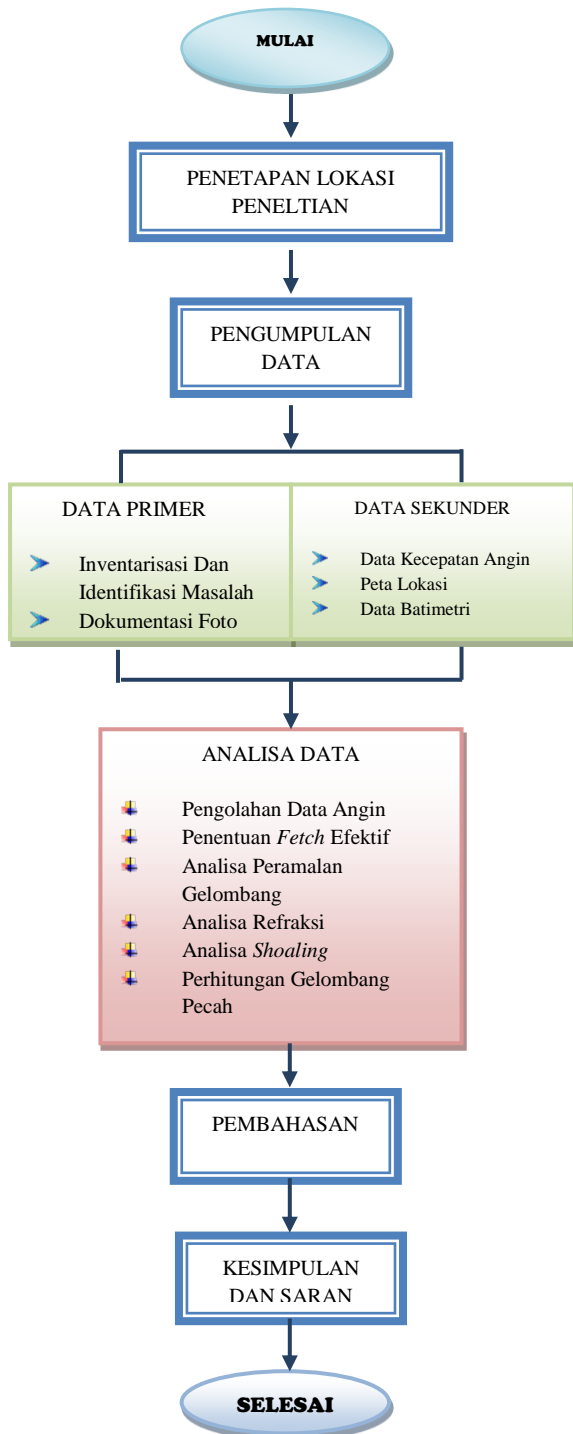 MULAI
PENETAPAN LOKASI
PENELTIAN
PENGUMPULAN
DATA
DATA PRIMER
Inventarisasi Dan
Identifikasi Masalah
Dokumentasi Foto
DATA SEKUNDER
Data Kecepatan Angin
Peta Lokasi
Data Batimetri
ANALISA DATA
Pengolahan Data Angin
Penentuan Fetch Efektif
Analisa Peramalan
Gelombang
Analisa Refraksi
Analisa Shoaling
Perhitungan Gelombang
Pecah
PEMBAHASAN
KESIMPULAN
DAN SARAN
SELESAI